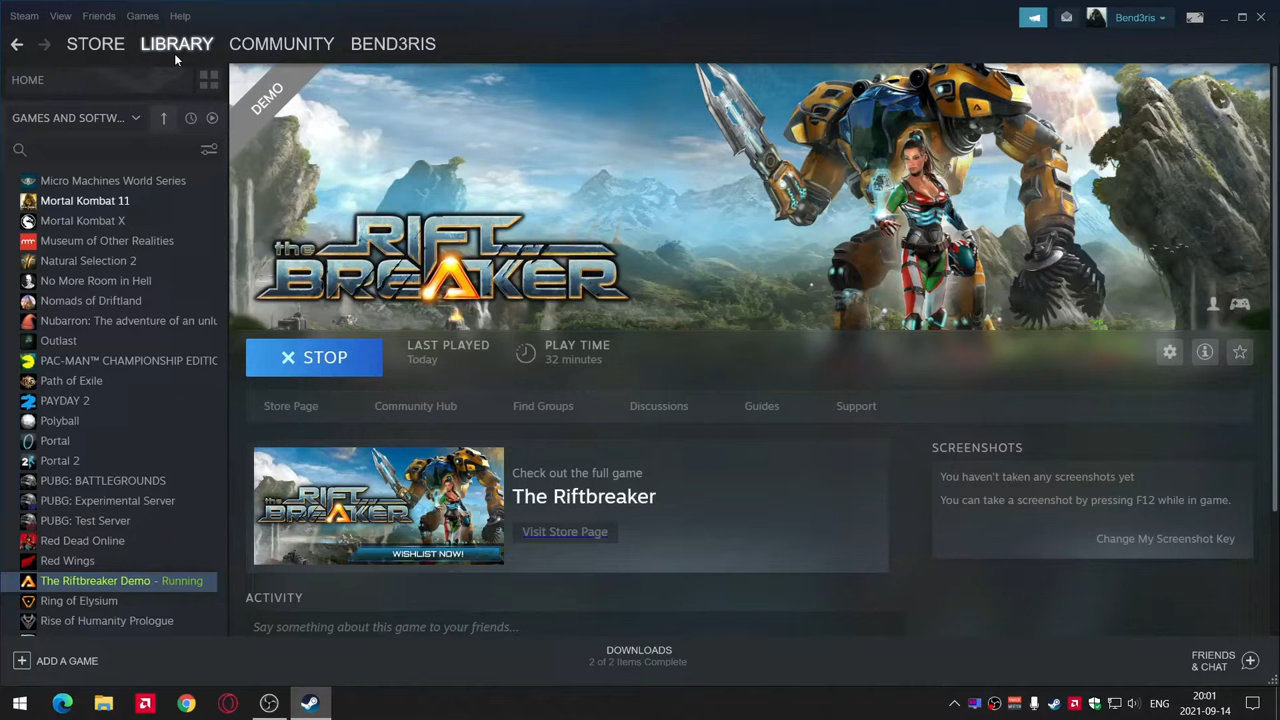 Steam View Friends Games Help
Bend3ris
STORE LIBRARY COMMUNITY BEND3RIS
HOME
GAMES AND SOFTW...
Micro Machines World Series
Mortal Kombat 11
Mortal Kombat X
Museum of Other Realities
Natural Selection 2
No More Room in Hell
Nomads of Driftland
Nubarron: The adventure of an unlu
Outlast
PAC-MAN™ CHAMPIONSHIP EDITIC
Path of Exile
PAYDAY 2
Polyball
Portal
Portal 2
PUBG: BATTLEGROUNDS
PUBG: Experimental Server
PUBG: Test Server
Red Dead Online
Red Wings
The Riftbreaker Demo - Running
Ring of Elysium
Rise of Humanity Prologue
DEMO
the RIFT
BREAKER
STOP
LAST PLAYED
Today
PLAY TIME
32 minutes
Store Page Community Hub Find Groups Discussions Guides Support
the RIFT
BREAKER
WISHLIST NOW!
Check out the full game
The Riftbreaker
Visit Store Page
SCREENSHOTS
You haven't taken any screenshots yet
You can take a screenshot by pressing F12 while in game.
Change My Screenshot Key
ACTIVITY
Say something about this game to your friends...
ADD A GAME
DOWNLOADS
2 of 2 Items Complete
FRIENDS
& CHAT
ENG
20:01
2021-09-14